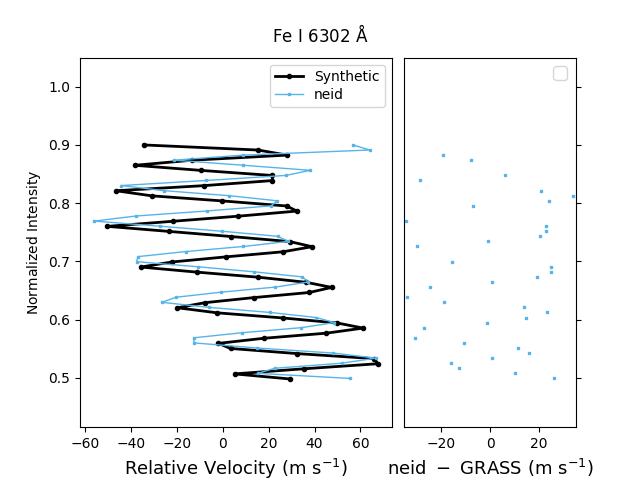 Fe I 6302 Å
Synthetic
neid
Normalized Intensity
1.0
0.9
0.8
0.7
0.6
0.5
−60 −40 −20 0 20 40 60
−20 0 20
Relative Velocity (m s⁻¹)
neid − GRASS (m s⁻¹)